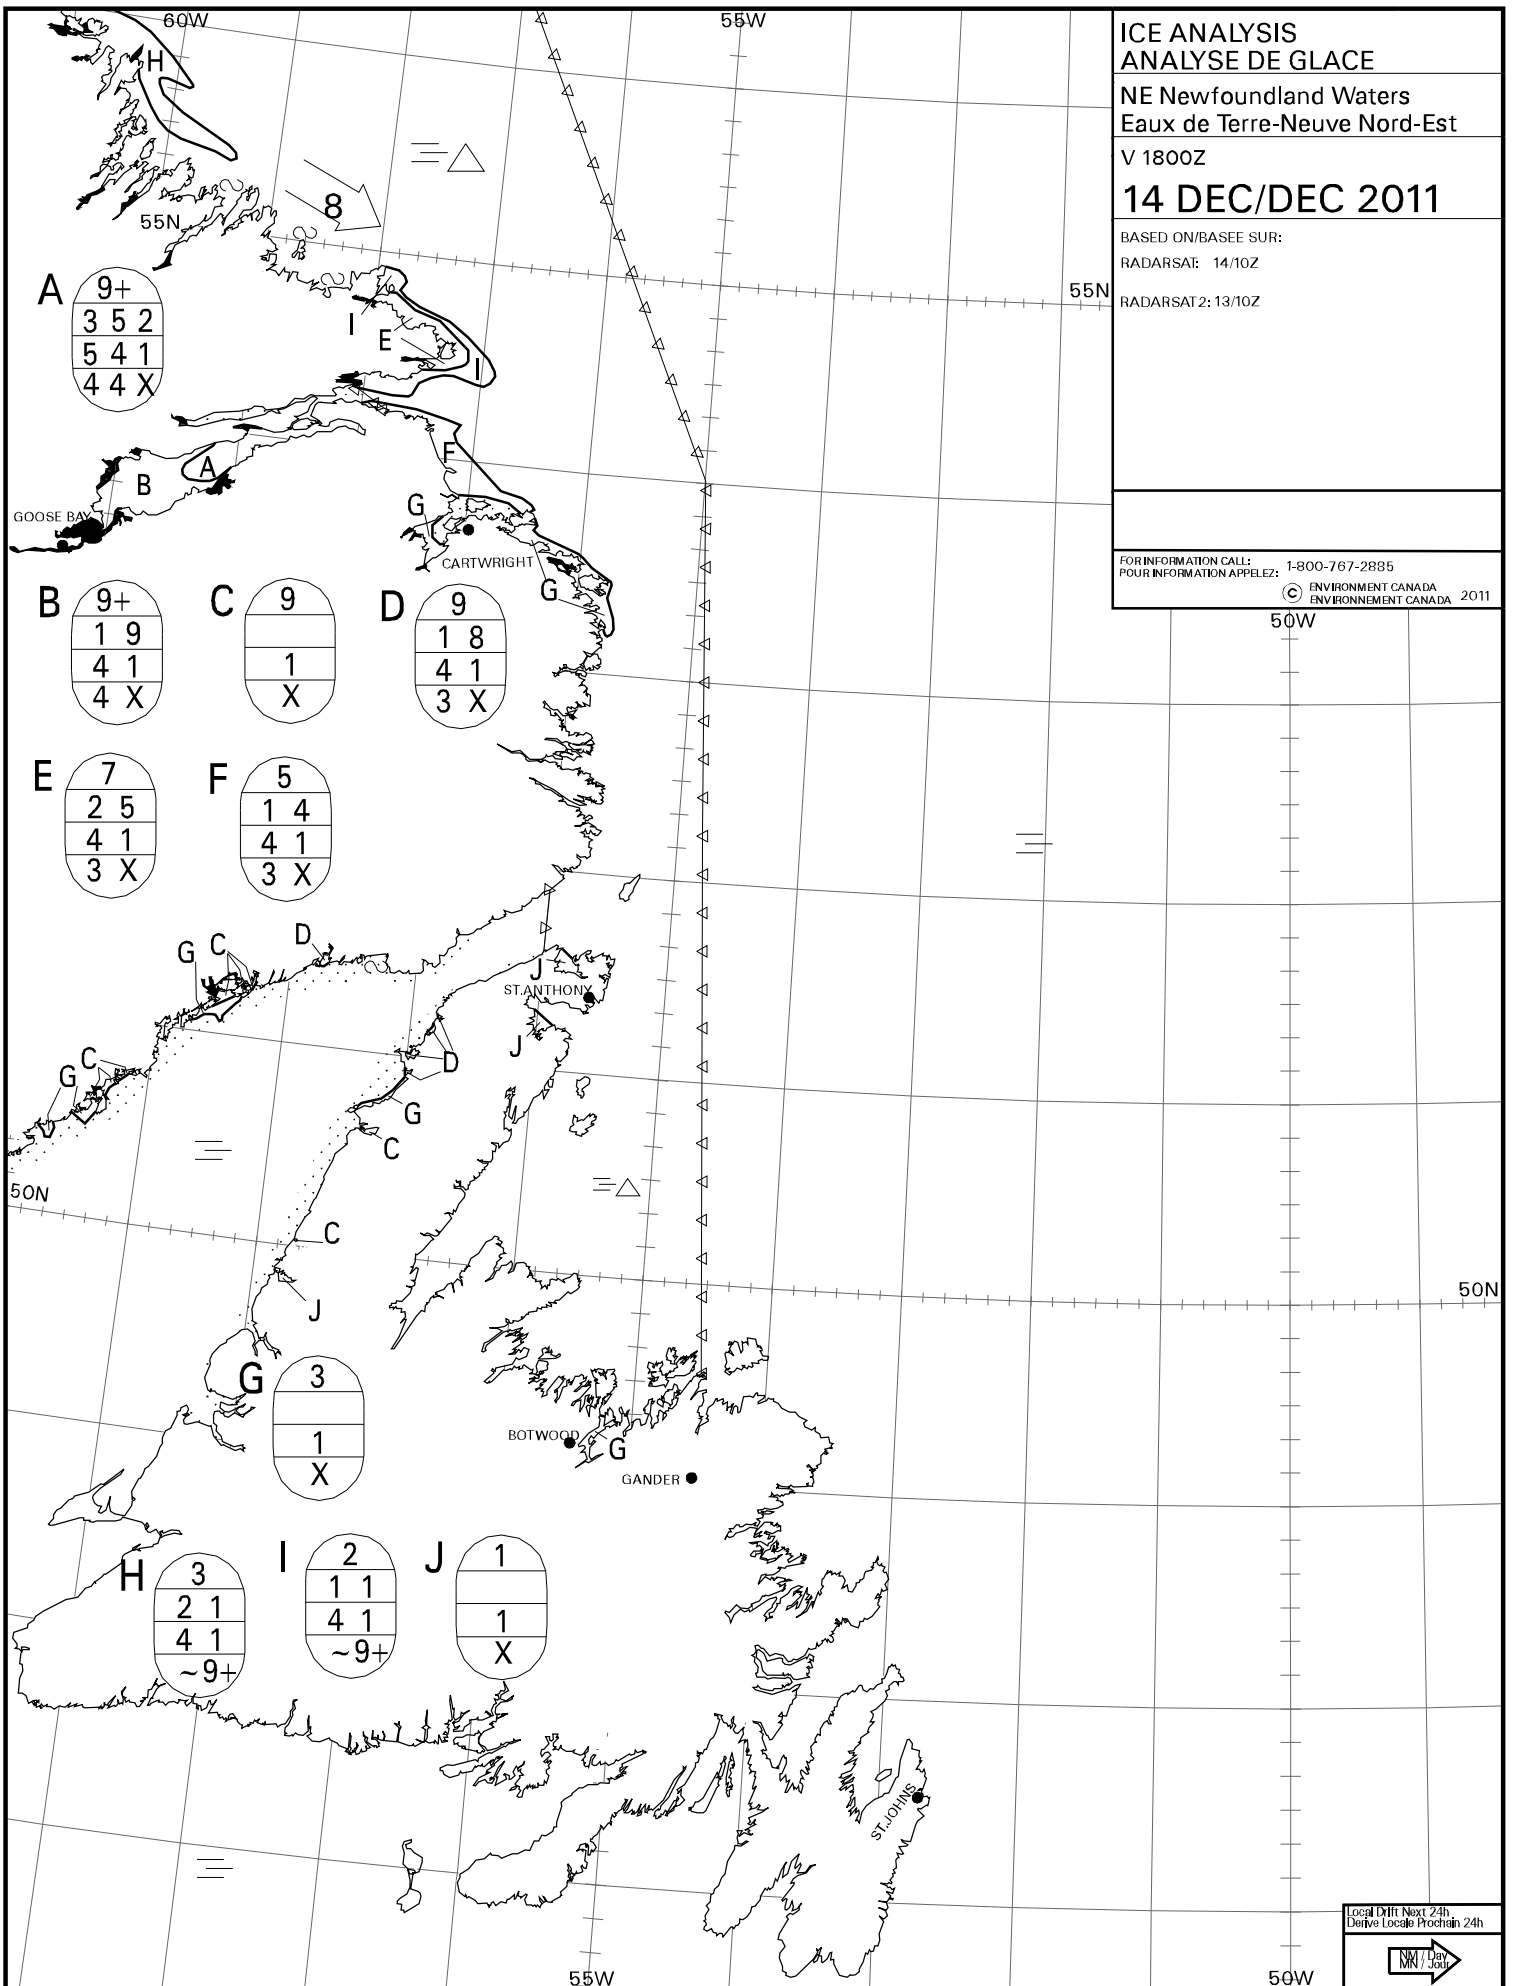 60W
55W
ICE ANALYSIS
ANALYSE DE GLACE
NE Newfoundland Waters
Eaux de Terre-Neuve Nord-Est
V 1800Z
14 DEC/DEC 2011
BASED ON/BASEE SUR:
RADARSAT: 14/10Z
RADARSAT2: 13/10Z
FOR INFORMATION CALL: 1-800-767-2885
POUR INFORMATION APPELEZ:
© ENVIRONMENT CANADA
ENVIRONNEMENT CANADA 2011
H
8
55N
55N
A
9+
3 5 2
5 4 1
4 4 X
I
E
I
F
A
B
G
GOOSE BAY
CARTWRIGHT
G
B
9+
1 9
4 1
4 X
C
9
1
X
D
9
1 8
4 1
3 X
50W
E
7
2 5
4 1
3 X
F
5
1 4
4 1
3 X
G
C
D
J
ST.ANTHONY
J
D
C
G
G
C
50N
C
J
50N
G
3
1
X
BOTWOOD
G
GANDER
H
3
2 1
4 1
~9+
I
2
1 1
4 1
~9+
J
1
1
X
ST.JOHNS
Local Drift Next 24h
Derive Locale Prochain 24h
NM / Day
MN / Jour
55W
50W